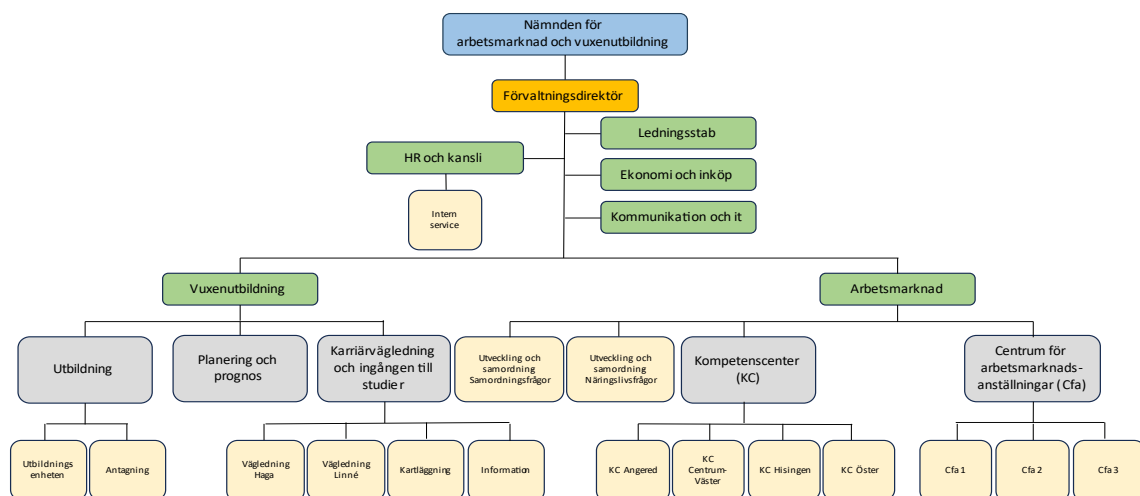 Nämnden för
arbetsmarknad och vuxenutbildning
Förvaltningsdirektör
Ledningsstab
HR och kansli
Ekonomi och inköp
Intern
service
Kommunikation och it
Vuxenutbildning
Arbetsmarknad
Utbildning
Planering och
prognos
Karriärvägledning
och ingången till
studier
Utveckling och
samordning
Samordningsfrågor
Utveckling och
samordning
Näringslivsfrågor
Kompetenscenter
(KC)
Centrum för
arbetsmarknads-
anställningar (Cfa)
Utbildnings
enheten
Antagning
Vägledning
Haga
Vägledning
Linné
Kartläggning
Information
KC Angered
KC
Centrum-
Väster
KC Hisingen
KC Öster
Cfa 1
Cfa 2
Cfa 3